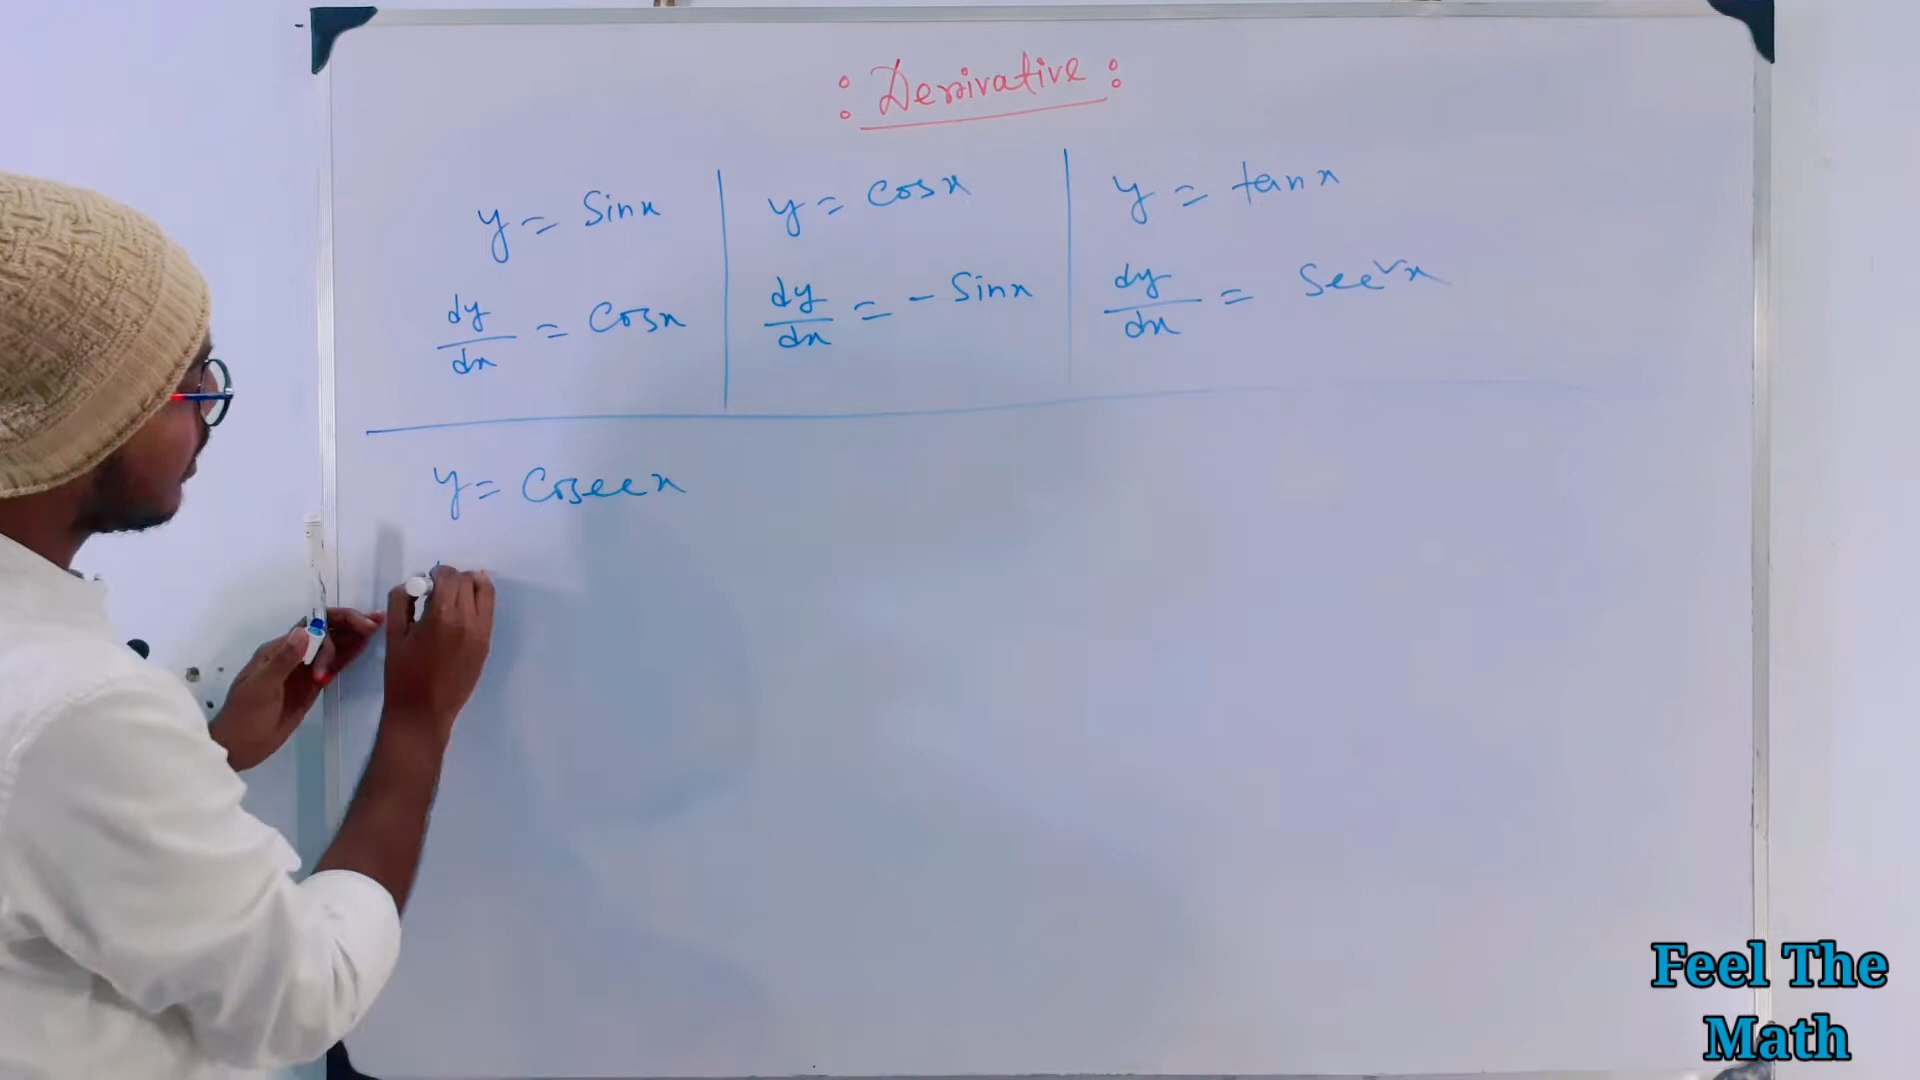 : Derivative :
y = Sinx
dy/dx = Cosx
y = Cosx
dy/dx = - Sinx
y = tanx
dy/dx = Sec²x
y = Cosecx
Feel The
Math